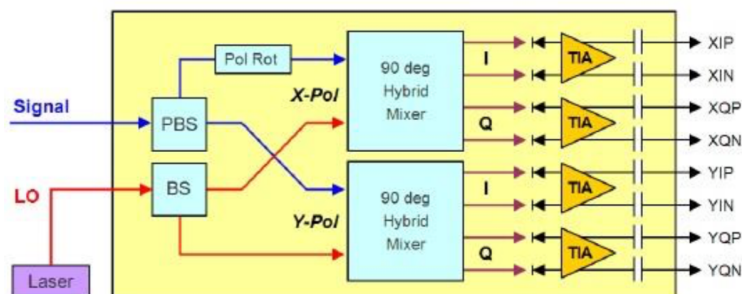 Pol Rot
X-Pol
90 deg
Hybrid
Mixer
I
Q
TIA
TIA
XIP
XIN
XQP
XQN
Signal
PBS
LO
BS
Laser
Y-Pol
90 deg
Hybrid
Mixer
I
Q
TIA
TIA
YIP
YIN
YQP
YQN